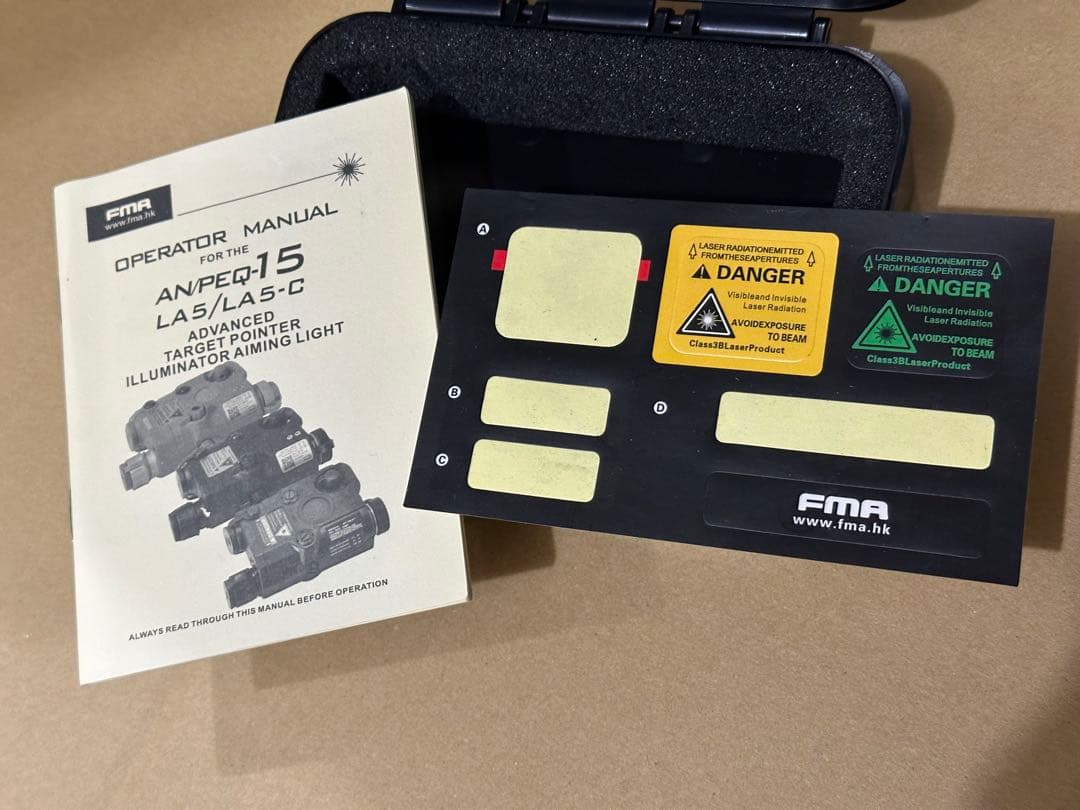 FMA
www.fma.hk
OPERATOR MANUAL
FOR THE
AN/PEQ-15
LA5/LA5-C
ADVANCED
TARGET POINTER
ILLUMINATOR AIMING LIGHT
ALWAYS READ THROUGH THIS MANUAL BEFORE OPERATION
A
LASER RADIATIONEMITTED
FROMTHESEAPERTURES
DANGER
Visibleand Invisible
Laser Radiation
AVOIDEXPOSURE
TO BEAM
Class3BLaserProduct
LASER RADIATIONEMITTED
FROMTHESEAPERTURES
DANGER
Visibleand Invisible
Laser Radiation
AVOIDEXPOSURE
TO BEAM
Class3BLaserProduct
B
C
D
FMA
www.fma.hk